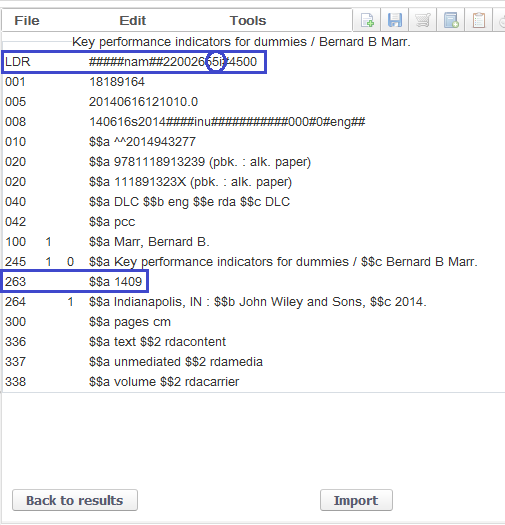 File Edit Tools
Key performance indicators for dummies / Bernard B Marr.
LDR #####nam##22002655i#4500
001 18189164
005 20140616121010.0
008 140616s2014####inu###########000#0#eng##
010 $$a ^^2014943277
020 $$a 9781118913239 (pbk. : alk. paper)
020 $$a 111891323X (pbk. : alk. paper)
040 $$a DLC $$b eng $$e rda $$c DLC
042 $$a pcc
100 1 $$a Marr, Bernard B.
245 1 0 $$a Key performance indicators for dummies / $$c Bernard B Marr.
263 $$a 1409
264 1 $$a Indianapolis, IN : $$b John Wiley and Sons, $$c 2014.
300 $$a pages cm
336 $$a text $$2 rdacontent
337 $$a unmediated $$2 rdamedia
338 $$a volume $$2 rdacarrier
Back to results Import